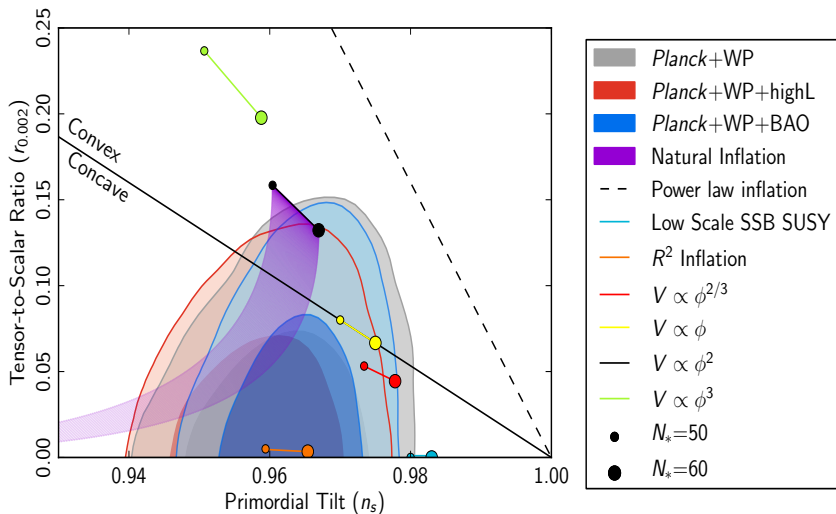 0.25
0.20
0.15
0.10
0.05
0.00
Tensor-to-Scalar Ratio (r0.002)
Convex
Concave
0.94
0.96
0.98
1.00
Primordial Tilt (ns)
Planck+WP
Planck+WP+highL
Planck+WP+BAO
Natural Inflation
Power law inflation
Low Scale SSB SUSY
R² Inflation
V ∝ ϕ^2/3
V ∝ ϕ
V ∝ ϕ²
V ∝ ϕ³
N*=50
N*=60